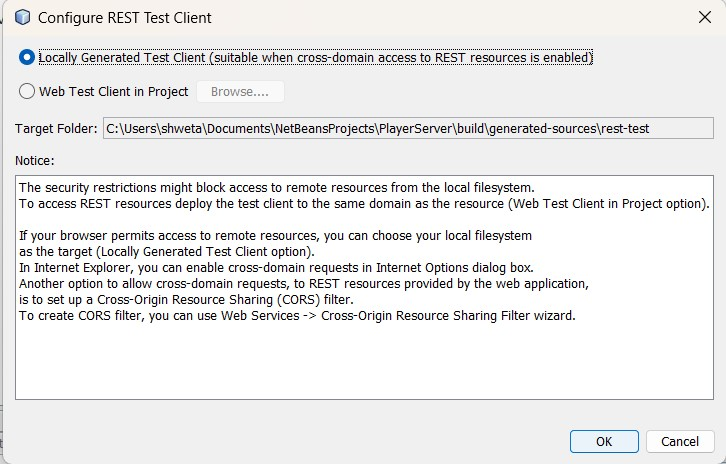 Configure REST Test Client
Locally Generated Test Client (suitable when cross-domain access to REST resources is enabled)
Web Test Client in Project
Browse....
Target Folder: C:\Users\shweta\Documents\NetBeansProjects\PlayerServer\build\generated-sources\rest-test
Notice:
The security restrictions might block access to remote resources from the local filesystem.
To access REST resources deploy the test client to the same domain as the resource (Web Test Client in Project option).
If your browser permits access to remote resources, you can choose your local filesystem
as the target (Locally Generated Test Client option).
In Internet Explorer, you can enable cross-domain requests in Internet Options dialog box.
Another option to allow cross-domain requests, to REST resources provided by the web application,
is to set up a Cross-Origin Resource Sharing (CORS) filter.
To create CORS filter, you can use Web Services -> Cross-Origin Resource Sharing Filter wizard.
OK
Cancel